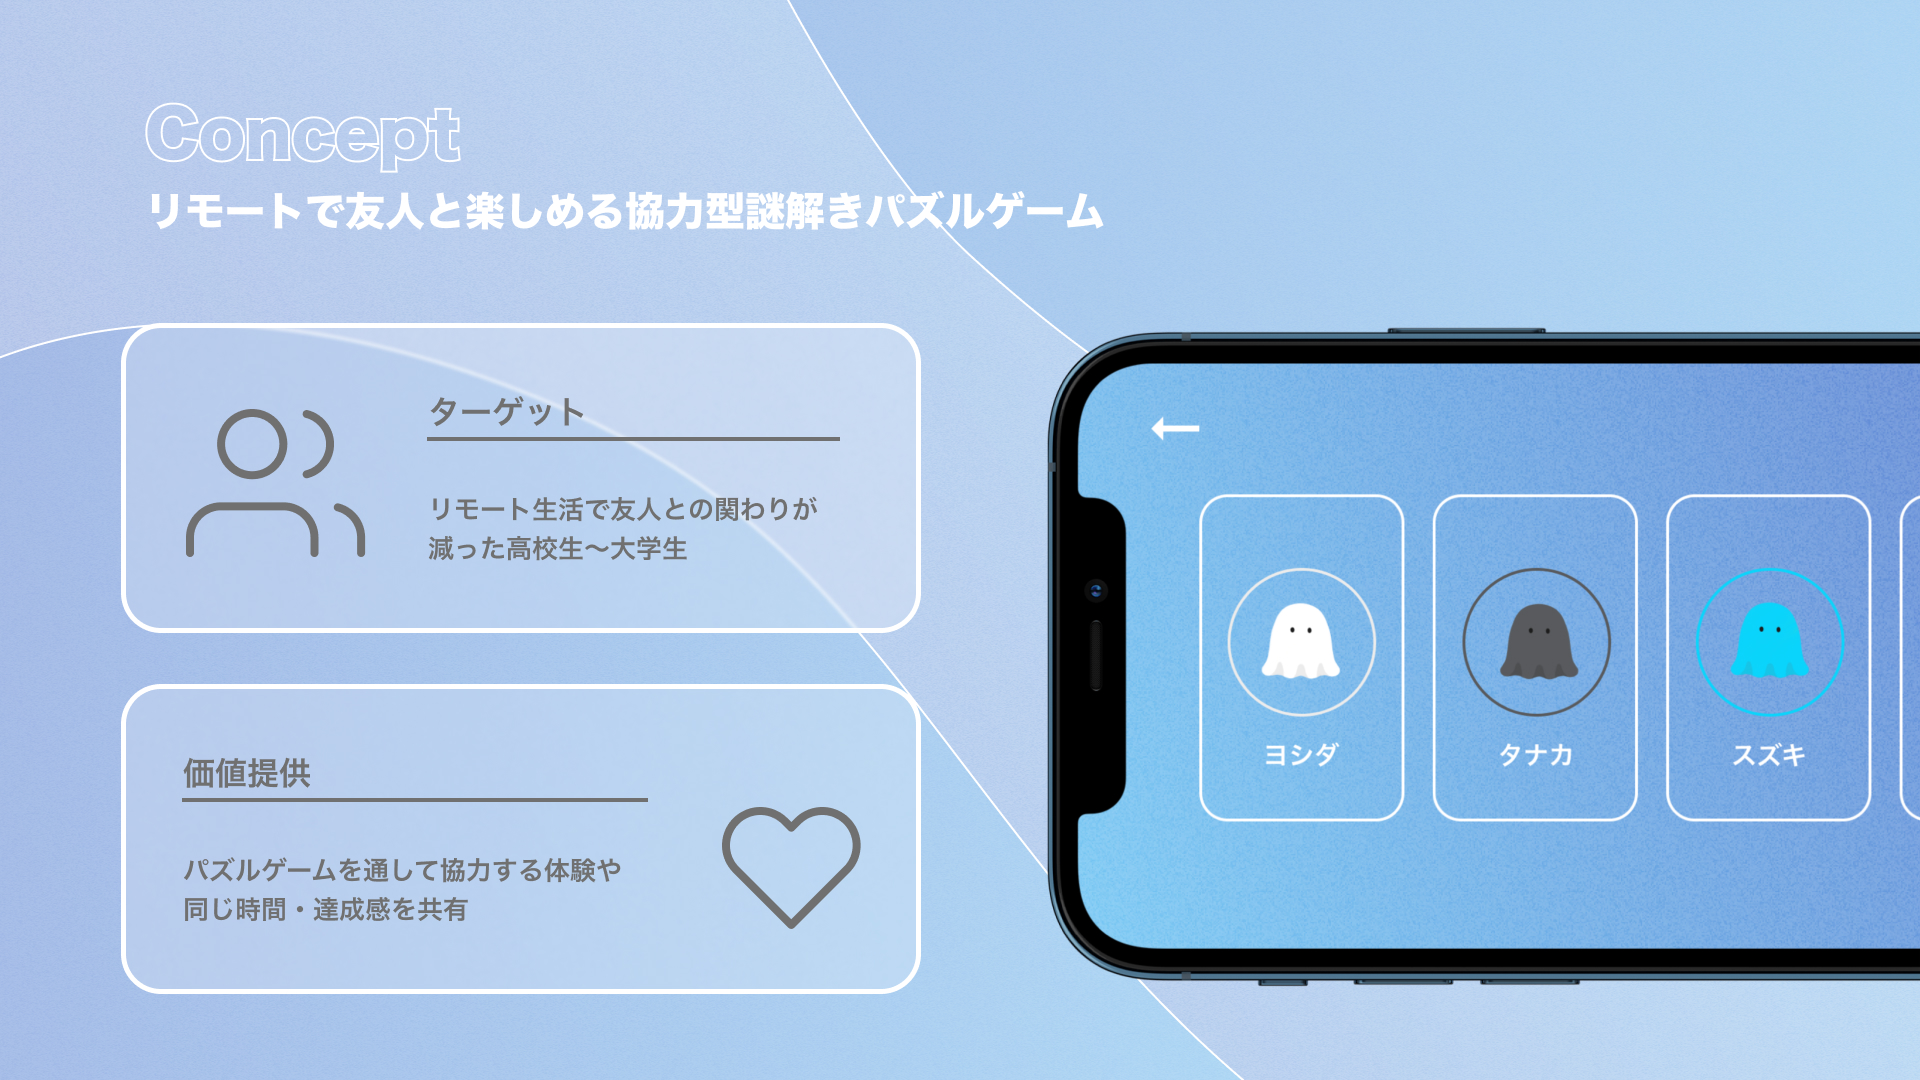 Concept
リモートで友人と楽しめる協力型謎解きパズルゲーム
ターゲット
リモート生活で友人との関わりが
減った高校生〜大学生
価値提供
パズルゲームを通して協力する体験や
同じ時間・達成感を共有
ヨシダ
タナカ
スズキ